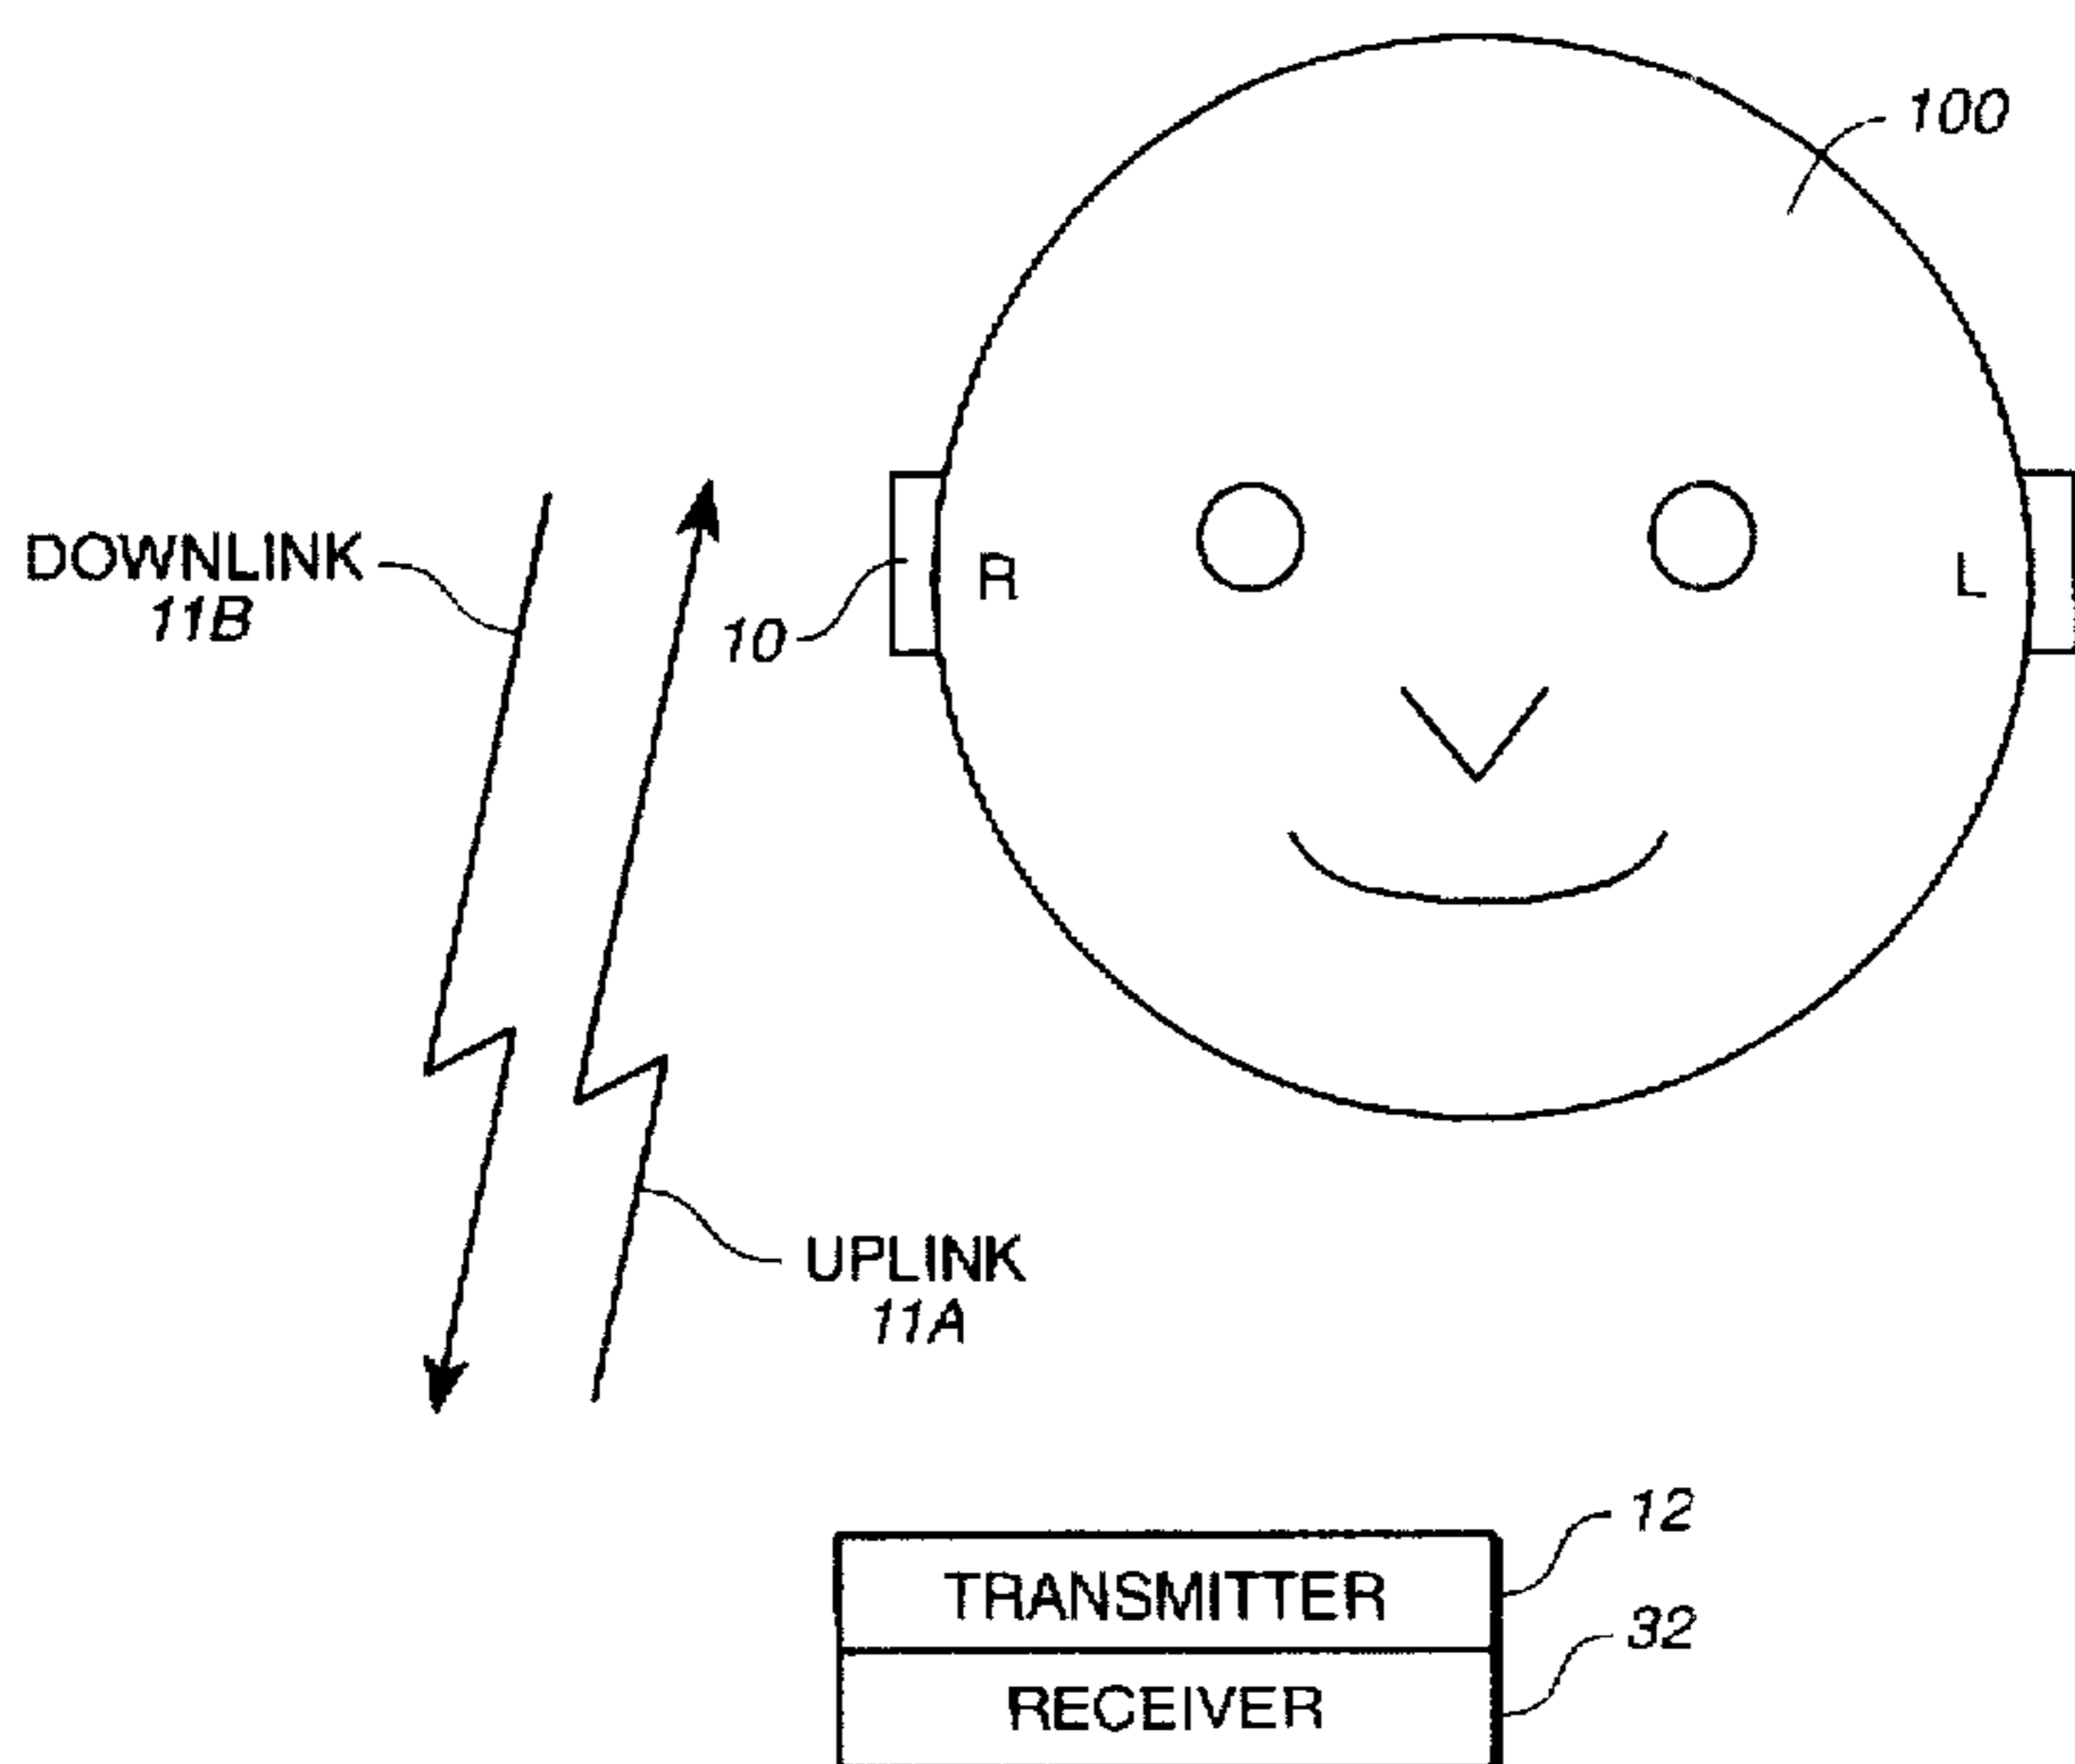 100
DOWNLINK
11B
10
R
L
UPLINK
11A
12
TRANSMITTER
32
RECEIVER